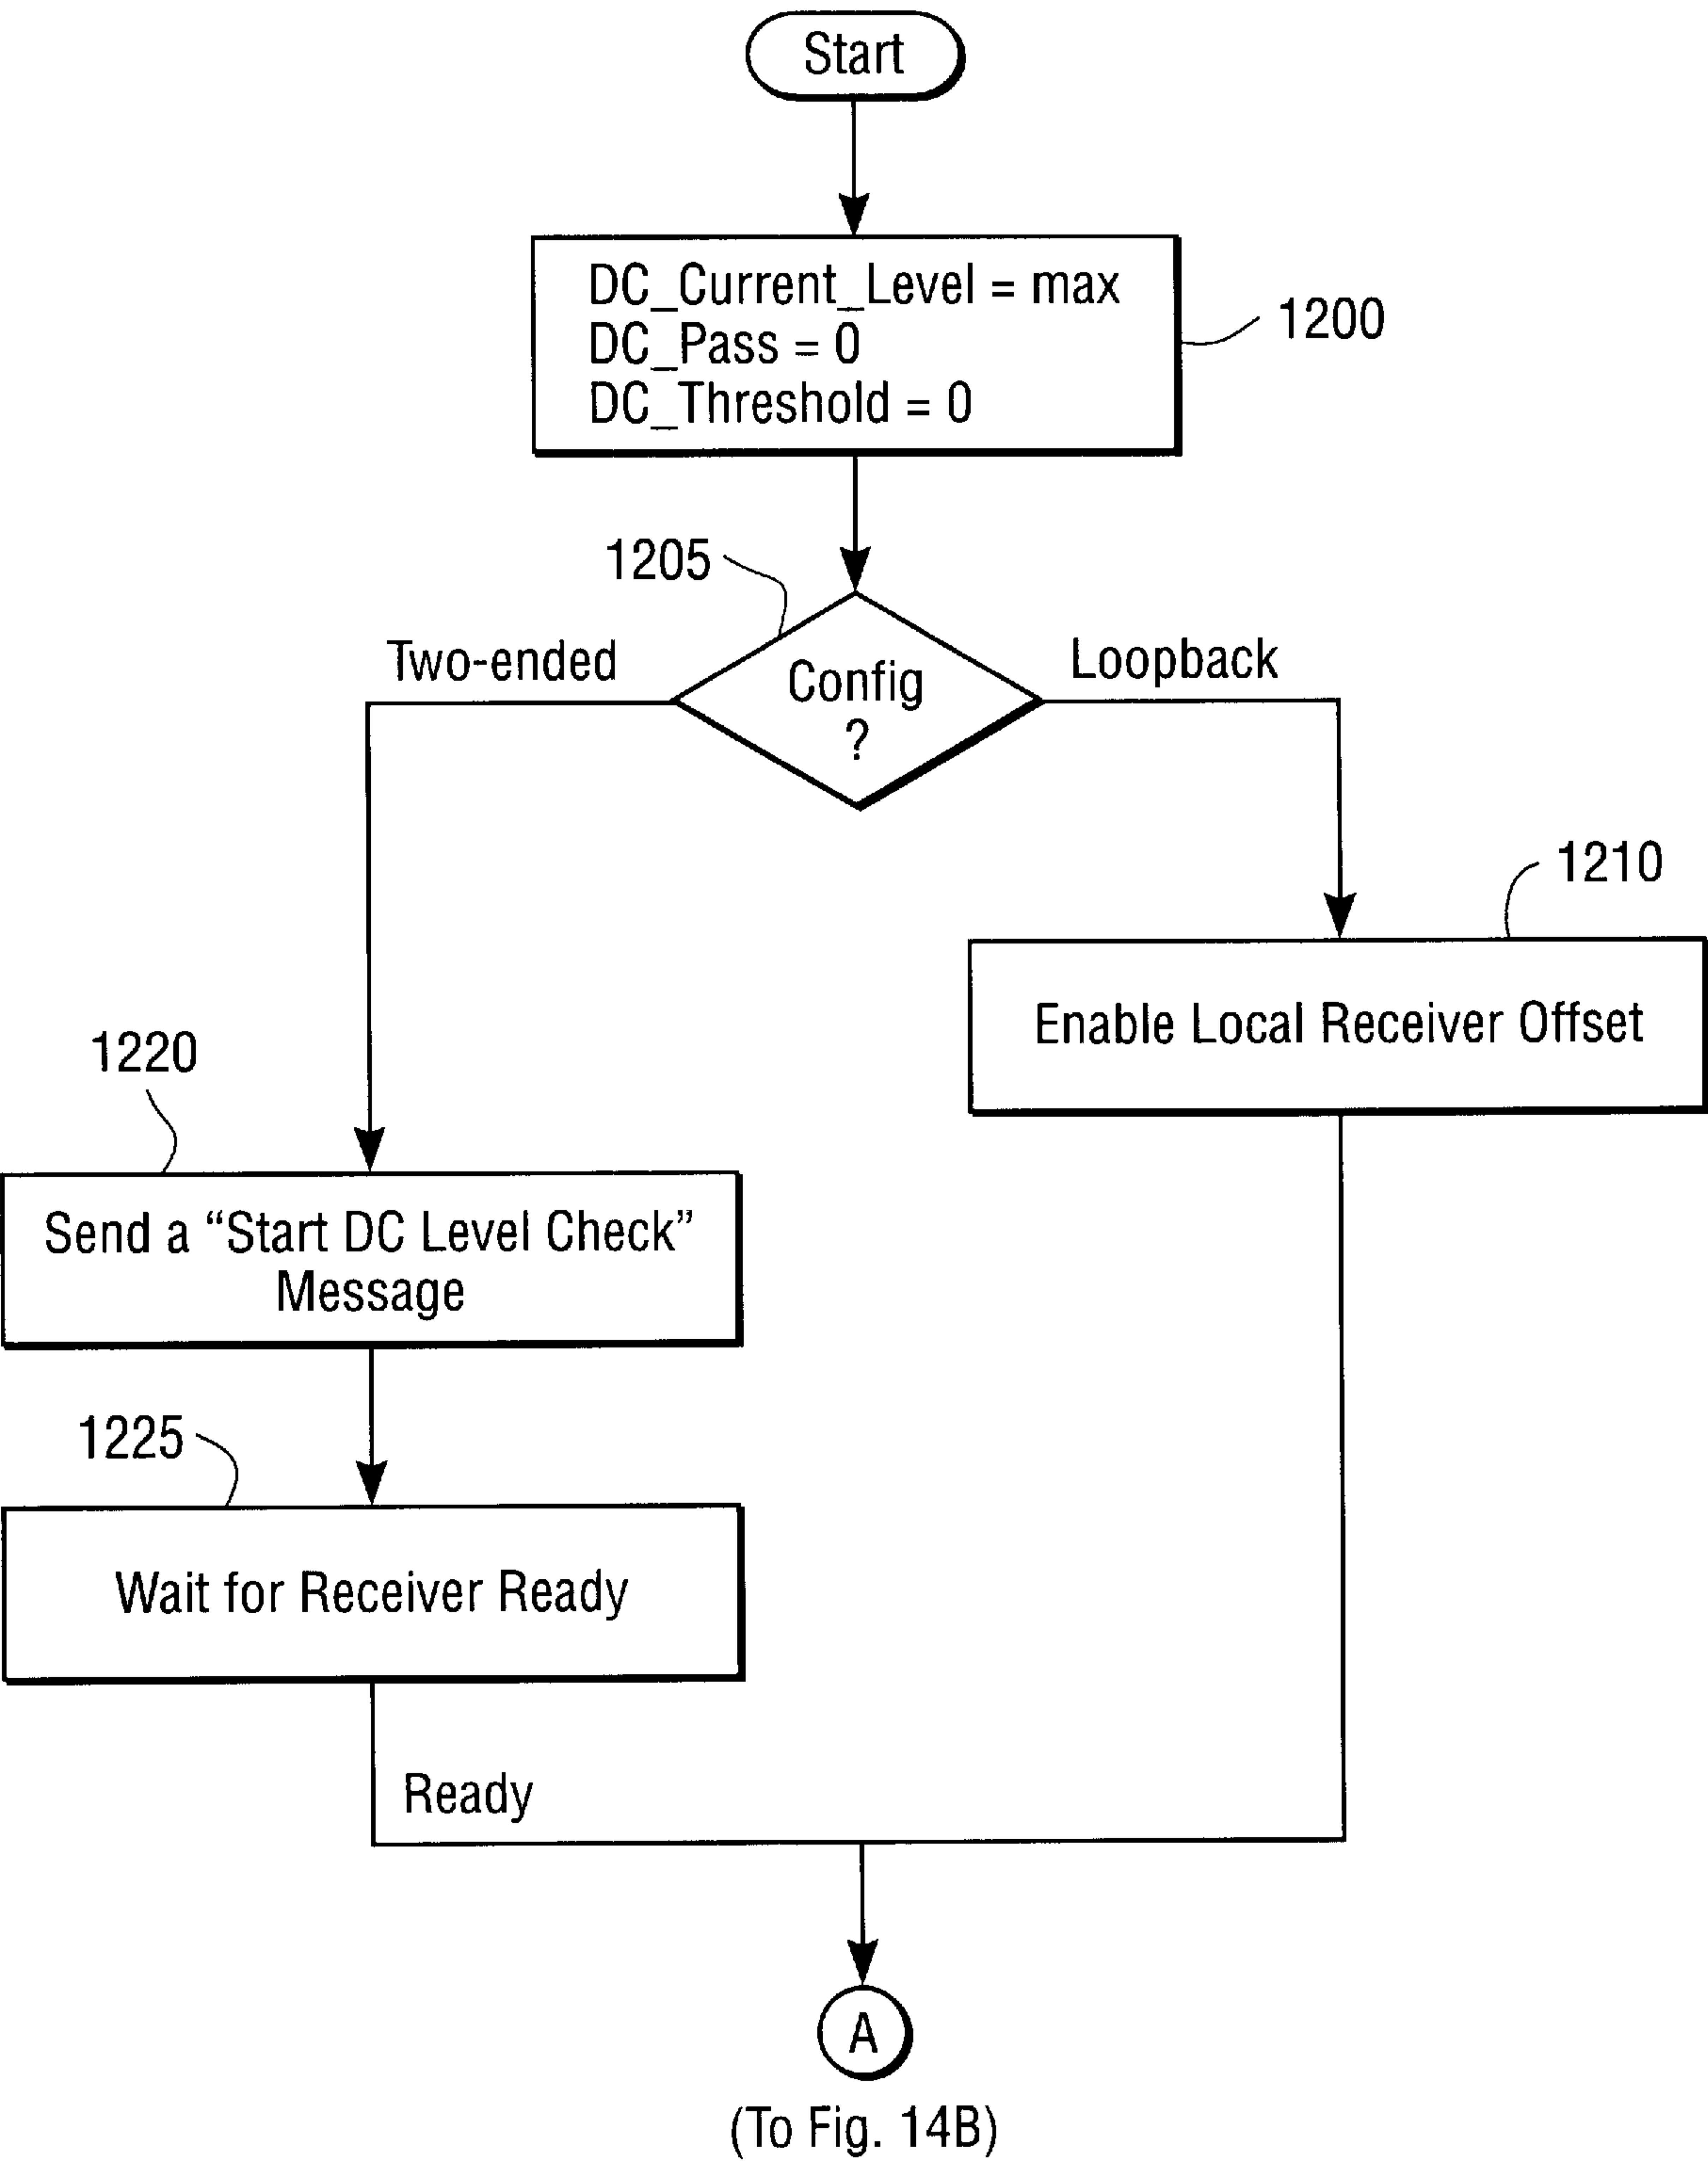 Start
DC_Current_Level = max
DC_Pass = 0
DC_Threshold = 0
1200
1205
Two-ended
Config
?
Loopback
1210
Enable Local Receiver Offset
1220
Send a “Start DC Level Check”
Message
1225
Wait for Receiver Ready
Ready
A
(To Fig. 14B)